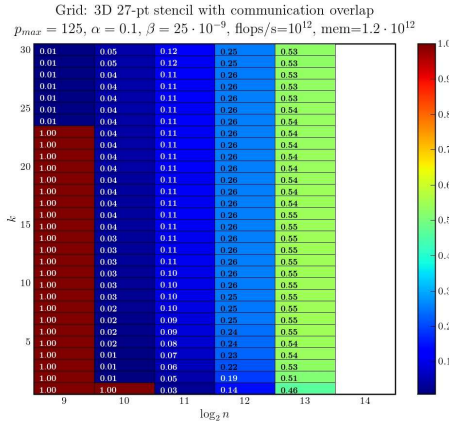 Grid: 3D 27-pt stencil with communication overlap
p_max = 125, α = 0.1, β = 25·10⁻⁹, flops/s=10¹², mem=1.2·10¹²
30 0.01 0.05 0.12 0.25 0.53 1.0
0.01 0.05 0.12 0.25 0.53
0.01 0.04 0.11 0.26 0.54
0.01 0.04 0.11 0.26 0.53
0.01 0.04 0.11 0.26 0.53 0.9
25 0.01 0.04 0.11 0.26 0.54
0.01 0.04 0.11 0.26 0.54
1.00 0.04 0.11 0.26 0.54 0.8
1.00 0.04 0.11 0.26 0.54
1.00 0.04 0.11 0.26 0.54
20 1.00 0.04 0.11 0.26 0.54 0.7
1.00 0.04 0.11 0.26 0.54
1.00 0.04 0.11 0.26 0.54
1.00 0.04 0.11 0.26 0.54 0.6
k 1.00 0.04 0.11 0.26 0.55
15 1.00 0.04 0.11 0.26 0.55
1.00 0.03 0.11 0.26 0.55 0.5
1.00 0.03 0.11 0.26 0.55
1.00 0.03 0.11 0.26 0.55
1.00 0.03 0.10 0.26 0.55 0.4
10 1.00 0.03 0.10 0.26 0.55
1.00 0.03 0.10 0.25 0.55
1.00 0.02 0.10 0.25 0.55 0.3
1.00 0.02 0.09 0.25 0.55
1.00 0.02 0.09 0.24 0.55
5 1.00 0.02 0.08 0.24 0.54 0.2
1.00 0.01 0.07 0.23 0.54
1.00 0.01 0.06 0.22 0.53 0.1
1.00 0.01 0.05 0.19 0.51
1.00 1.00 0.03 0.14 0.46
9 10 11 12 13 14
log₂ n